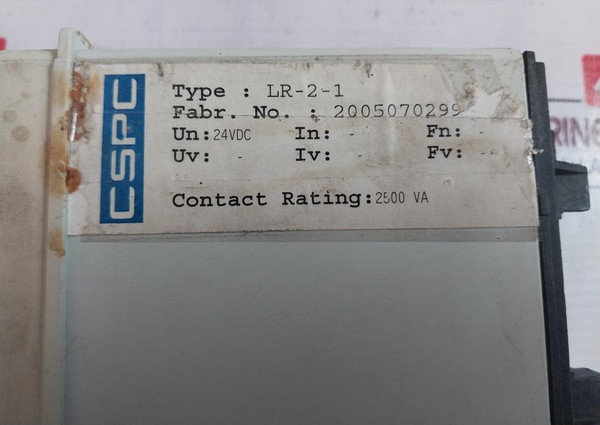 CSPC
Type : LR-2-1
Fabr. No. : 2005070299
Un: 24VDC In: - Fn: -
Uv: - Iv: - Fv: -
Contact Rating: 2500 VA